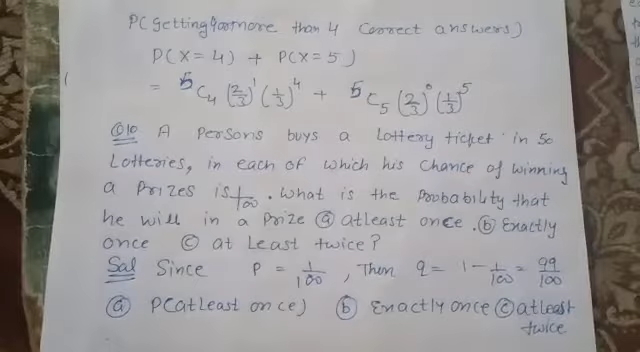 P(getting 4 or more than 4 correct answers)
P(X=4) + P(X=5)
= 5C4 (2/3)^1 (1/3)^4 + 5C5 (2/3)^0 (1/3)^5
Q10 A Persons buys a Lottery ticket in 50
Lotteries, in each of which his chance of winning
a Prizes is 1/100. What is the Probability that
he will in a Prize (a) atleast once. (b) Exactly
once (c) at Least twice?
Sol Since P = 1/100, Then q = 1 - 1/100 = 99/100
(a) P(atLeast once) (b) Exactly once (c) atleast
twice